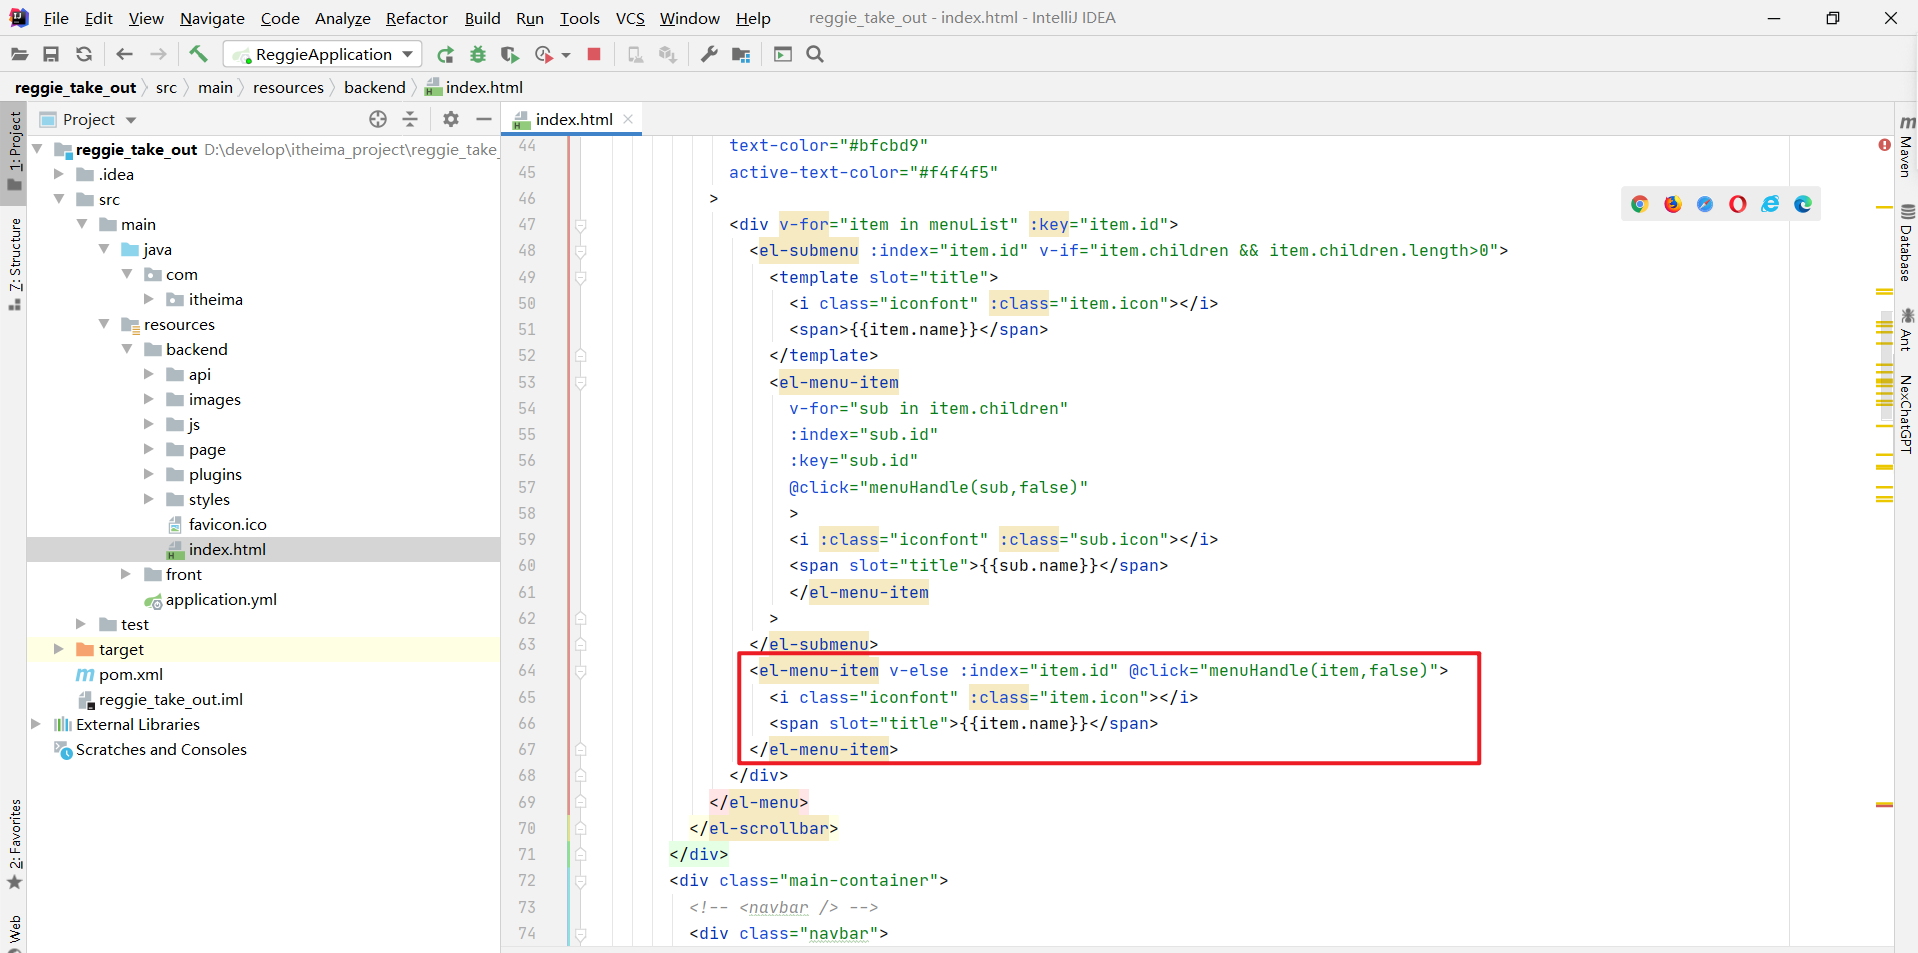 File Edit View Navigate Code Analyze Refactor Build Run Tools VCS Window Help reggie_take_out - index.html - IntelliJ IDEA
ReggieApplication
reggie_take_out src main resources backend index.html
1: Project
7: Structure
2: Favorites
Web
Project
reggie_take_out D:\develop\itheima_project\reggie_take_
.idea
src
main
java
com
itheima
resources
backend
api
images
js
page
plugins
styles
favicon.ico
index.html
front
application.yml
test
target
pom.xml
reggie_take_out.iml
External Libraries
Scratches and Consoles
index.html
44 text-color="#bfcbd9"
45 active-text-color="#f4f4f5"
46 >
47 <div v-for="item in menuList" :key="item.id">
48 <el-submenu :index="item.id" v-if="item.children && item.children.length>0">
49 <template slot="title">
50 <i class="iconfont" :class="item.icon"></i>
51 <span>{{item.name}}</span>
52 </template>
53 <el-menu-item
54 v-for="sub in item.children"
55 :index="sub.id"
56 :key="sub.id"
57 @click="menuHandle(sub,false)"
58 >
59 <i :class="iconfont" :class="sub.icon"></i>
60 <span slot="title">{{sub.name}}</span>
61 </el-menu-item
62 >
63 </el-submenu>
64 <el-menu-item v-else :index="item.id" @click="menuHandle(item,false)">
65 <i class="iconfont" :class="item.icon"></i>
66 <span slot="title">{{item.name}}</span>
67 </el-menu-item>
68 </div>
69 </el-menu>
70 </el-scrollbar>
71 </div>
72 <div class="main-container">
73 <!-- <navbar /> -->
74 <div class="navbar">
Maven
Database
Ant
NexChatGPT